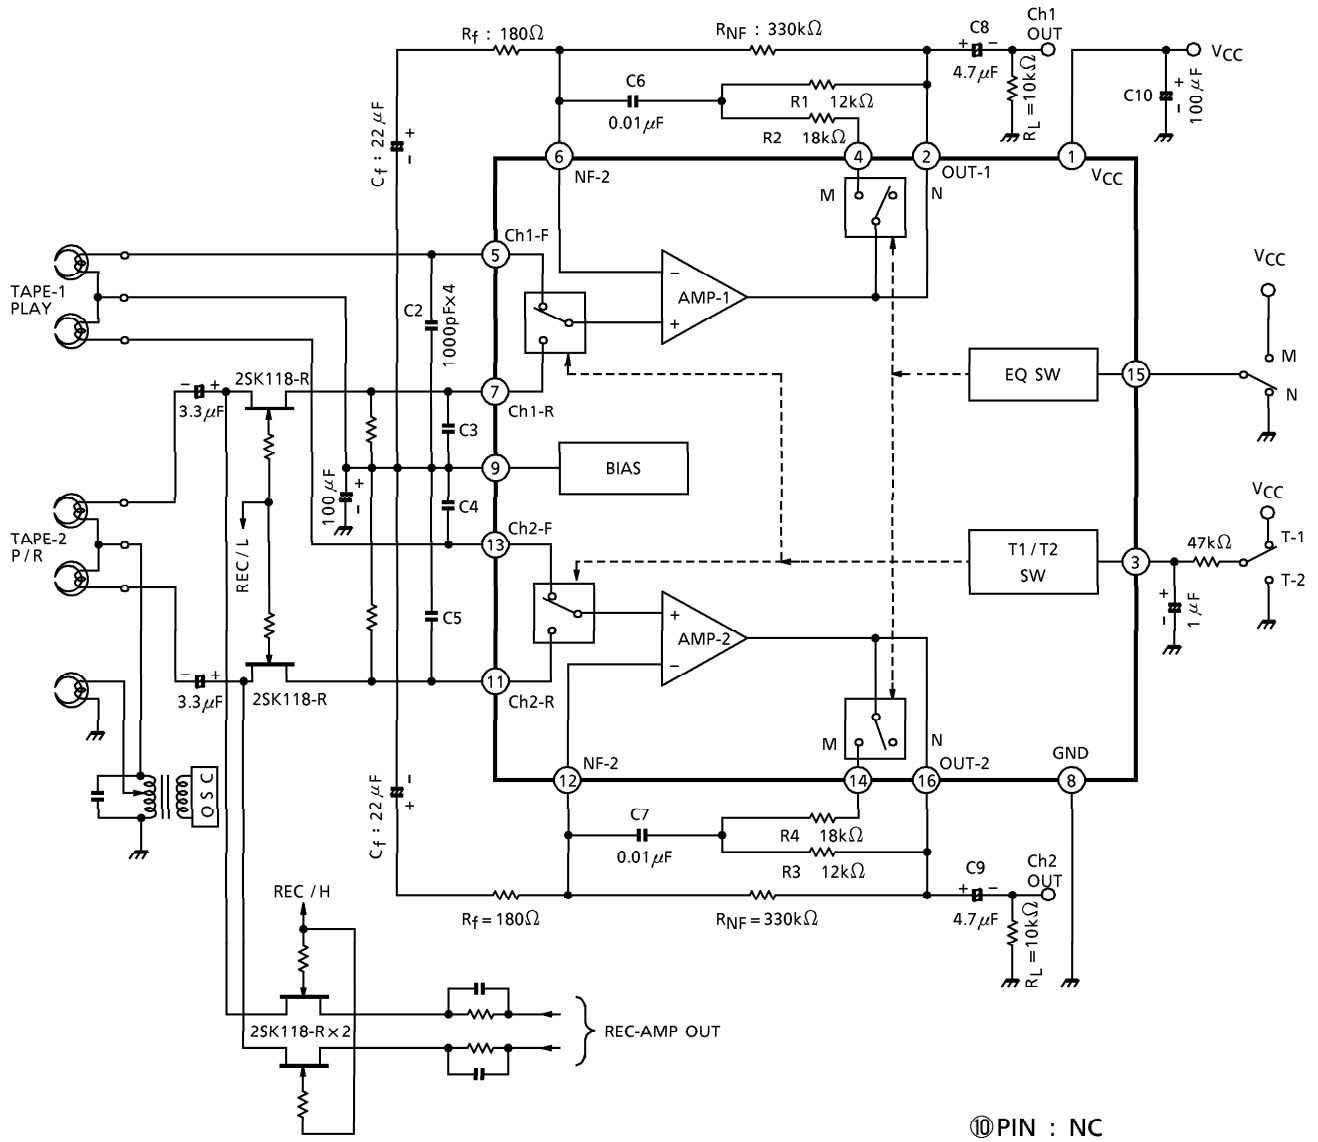 Rf : 180Ω
RNF : 330kΩ
C8
Ch1
OUT
4.7μF
RL=10kΩ
VCC
C10
100μF
C6
0.01μF
R1 12kΩ
R2 18kΩ
Cf : 22μF
6
NF-2
4
2
OUT-1
1
VCC
M
N
Ch1-F
5
TAPE-1
PLAY
C2
1000pF×4
AMP-1
−
+
VCC
M
N
EQ SW
15
2SK118-R
3.3μF
7
Ch1-R
C3
9
BIAS
100μF
C4
REC/L
TAPE-2
P/R
Ch2-F
13
VCC
T-1
T-2
47kΩ
T1/T2
SW
3
1μF
C5
AMP-2
+
−
3.3μF
2SK118-R
11
Ch2-R
M
N
NF-2
12
14
16
OUT-2
GND
8
OSC
Cf : 22μF
C7
0.01μF
R4 18kΩ
R3 12kΩ
C9
4.7μF
Ch2
OUT
RL=10kΩ
Rf=180Ω
RNF=330kΩ
REC/H
2SK118-R×2
REC-AMP OUT
⑩PIN : NC